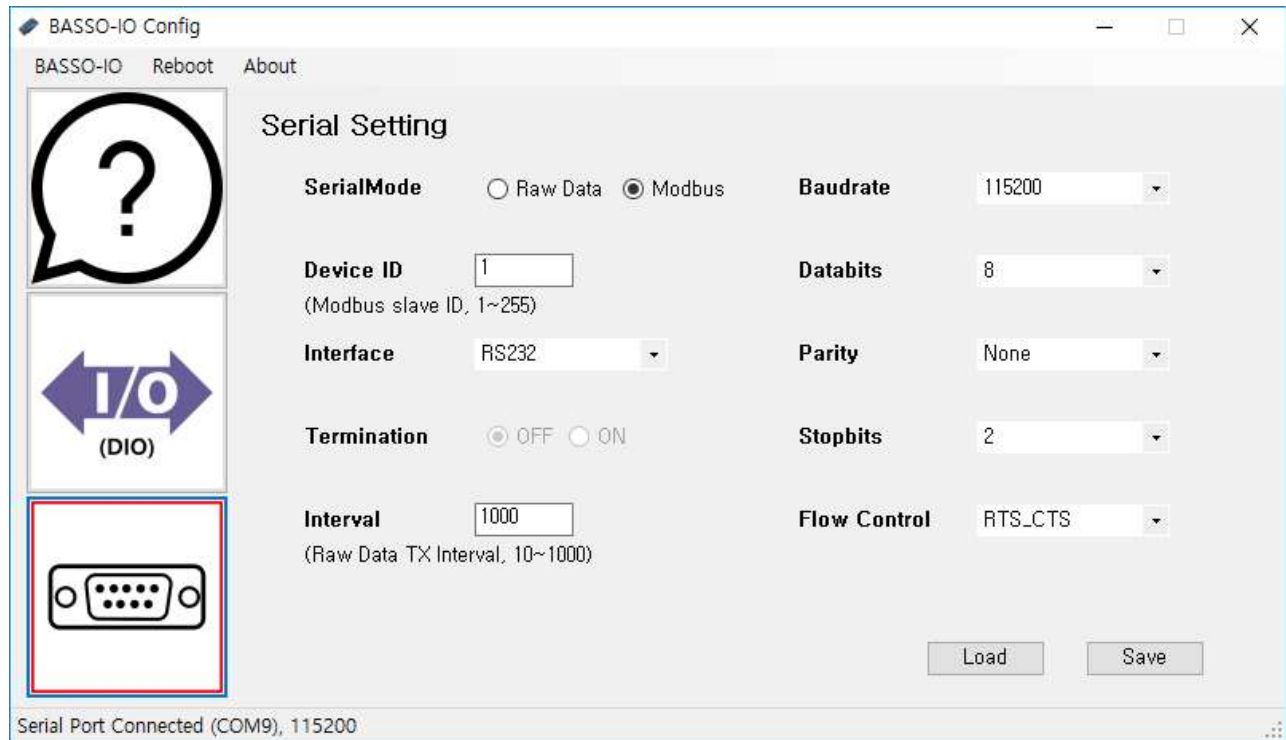 BASSO-IO Config
BASSO-IO Reboot About
?
I/O
(DIO)
Serial Setting
SerialMode Raw Data Modbus
Device ID 1
(Modbus slave ID, 1~255)
Interface RS232
Termination OFF ON
Interval 1000
(Raw Data TX Interval, 10~1000)
Baudrate 115200
Databits 8
Parity None
Stopbits 2
Flow Control RTS_CTS
Load Save
Serial Port Connected (COM9), 115200